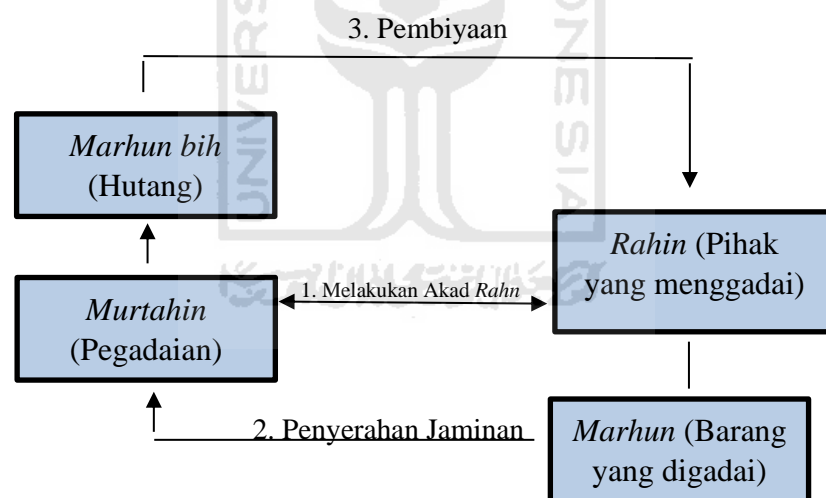 3. Pembiyaan
Marhun bih
(Hutang)
Rahin (Pihak
yang menggadai)
1. Melakukan Akad Rahn
Murtahin
(Pegadaian)
2. Penyerahan Jaminan
Marhun (Barang
yang digadai)